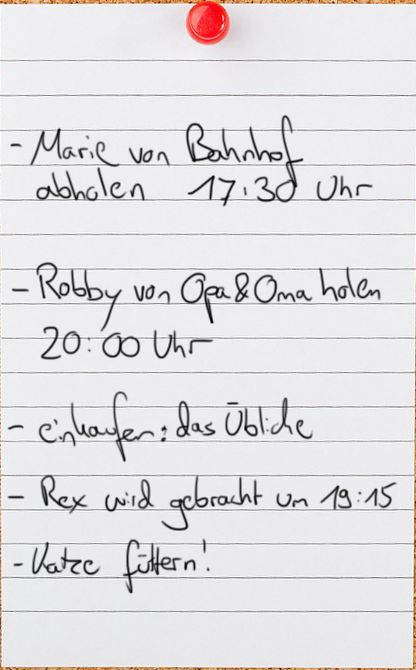 - Marie von Bahnhof
abholen 17:30 Uhr
- Robby von Opa & Oma holen
20:00 Uhr
- einkaufen: das Übliche
- Rex wird gebracht um 19:15
- Katze füttern!